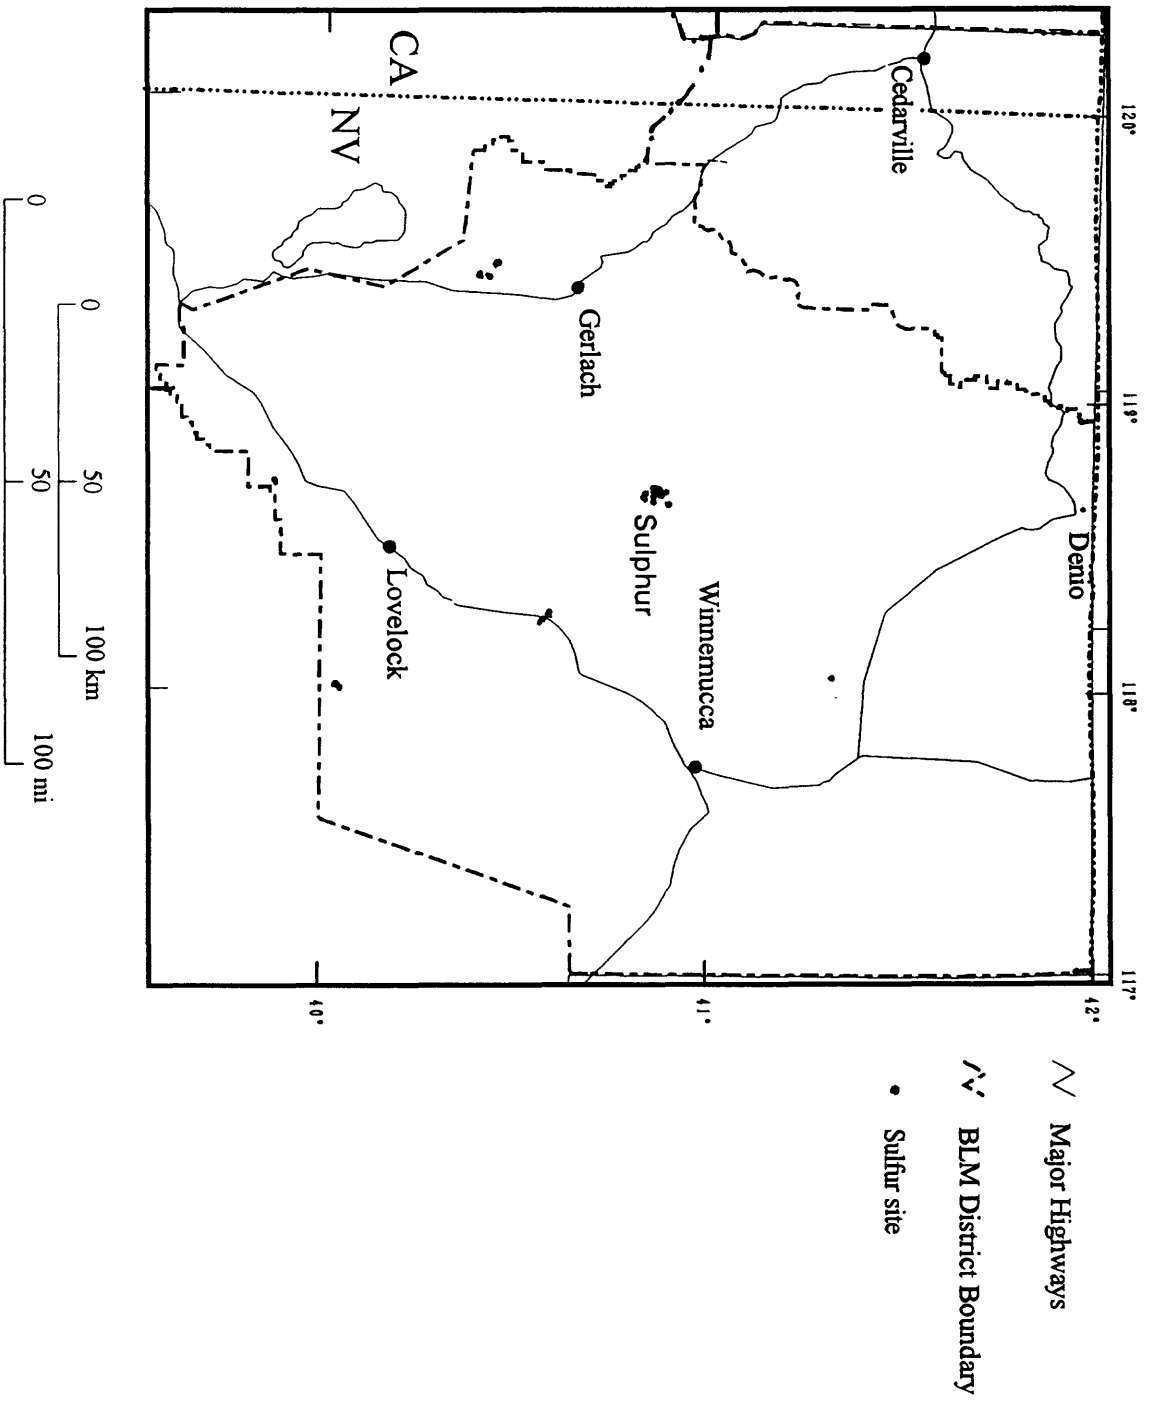 120°
119°
118°
117°
42°
41°
40°
Cedarville
Denio
CA
NV
Gerlach
Sulphur
Winnemucca
Lovelock
Major Highways
BLM District Boundary
Sulfur site
0 50 100 km
0 50 100 mi